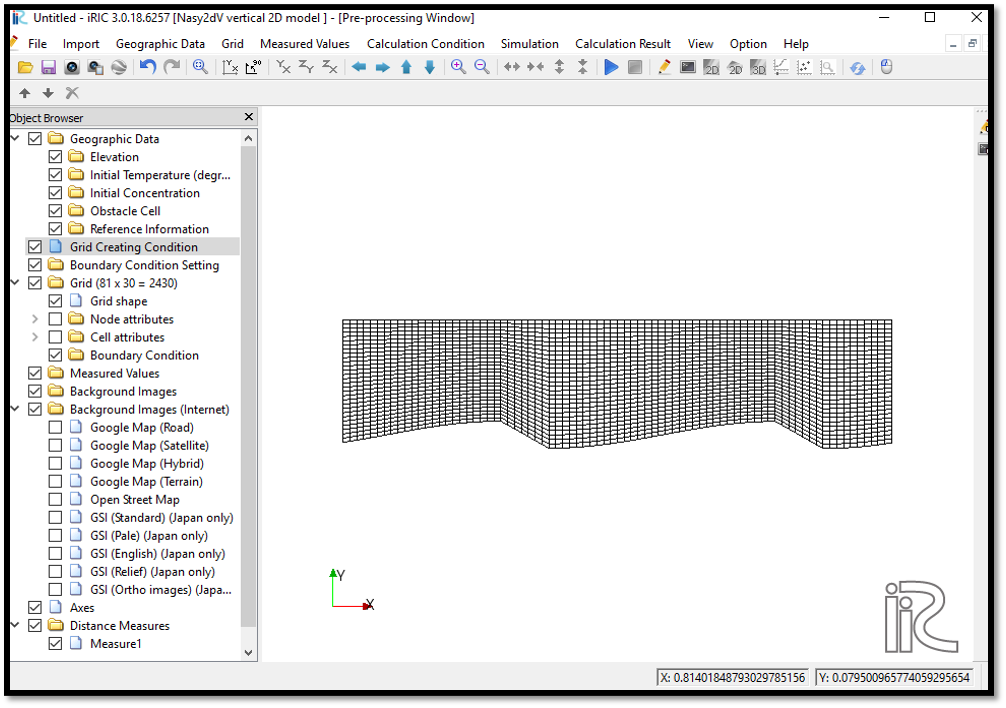 Untitled - iRIC 3.0.18.6257 [Nasy2dV vertical 2D model ] - [Pre-processing Window]
File Import Geographic Data Grid Measured Values Calculation Condition Simulation Calculation Result View Option Help
Object Browser
Geographic Data
Elevation
Initial Temperature (degr...
Initial Concentration
Obstacle Cell
Reference Information
Grid Creating Condition
Boundary Condition Setting
Grid (81 x 30 = 2430)
Grid shape
Node attributes
Cell attributes
Boundary Condition
Measured Values
Background Images
Background Images (Internet)
Google Map (Road)
Google Map (Satellite)
Google Map (Hybrid)
Google Map (Terrain)
Open Street Map
GSI (Standard) (Japan only)
GSI (Pale) (Japan only)
GSI (English) (Japan only)
GSI (Relief) (Japan only)
GSI (Ortho images) (Japa...
Axes
Distance Measures
Measure1
Y
X
iRIC
X: 0.81401848793029785156 Y: 0.079500965774059295654